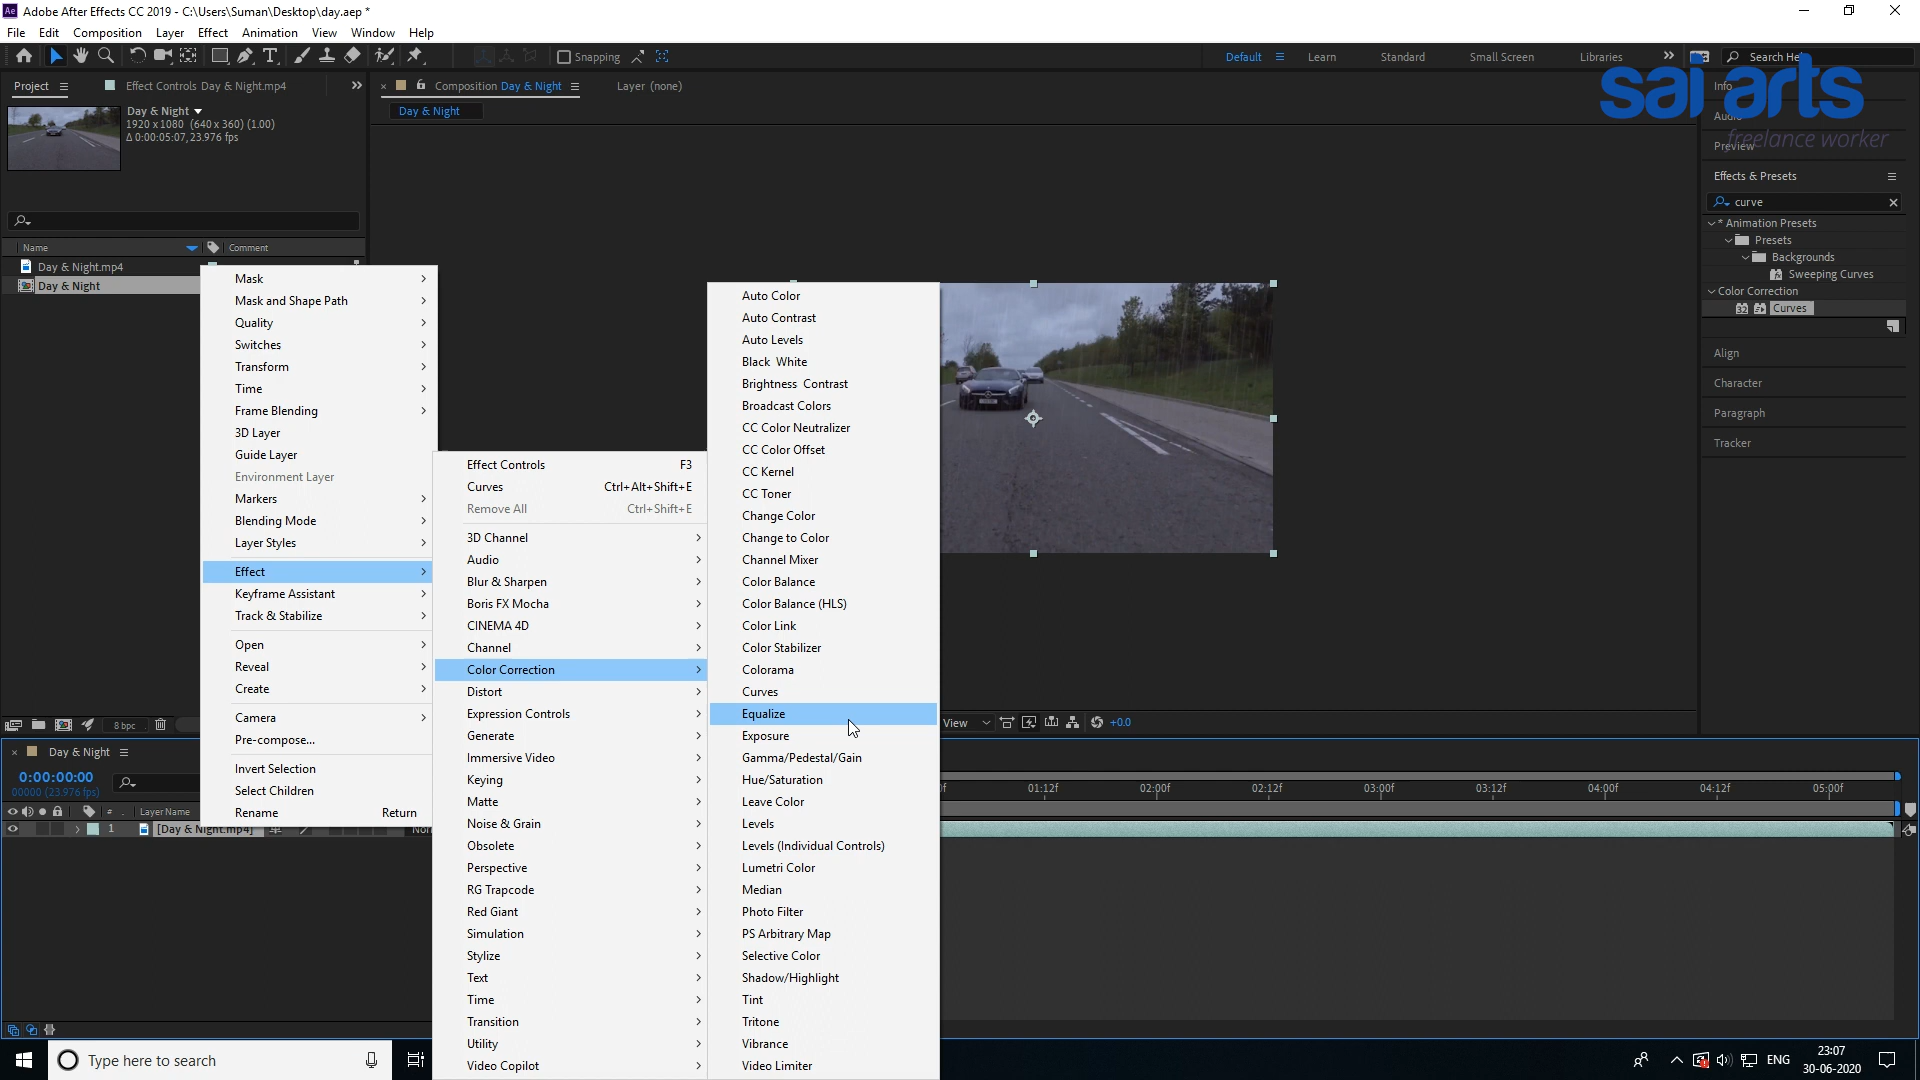 Adobe After Effects CC 2019 - C:\Users\Suman\Desktop\day.aep *
File Edit Composition Layer Effect Animation View Window Help
Snapping Default Learn Standard Small Screen Libraries Search Help
sai arts
freelance worker
Project Effect Controls Day & Night.mp4
Composition Day & Night Layer (none)
Day & Night
Day & Night
1920 x 1080 (640 x 360) (1.00)
Δ 0:00:05:07, 23.976 fps
Name Comment
Day & Night.mp4
Day & Night
8 bpc
Mask
Mask and Shape Path
Quality
Switches
Transform
Time
Frame Blending
3D Layer
Guide Layer
Environment Layer
Markers
Blending Mode
Layer Styles
Effect
Keyframe Assistant
Track & Stabilize
Open
Reveal
Create
Camera
Pre-compose...
Invert Selection
Select Children
Rename Return
Effect Controls F3
Curves Ctrl+Alt+Shift+E
Remove All Ctrl+Shift+E
3D Channel
Audio
Blur & Sharpen
Boris FX Mocha
CINEMA 4D
Channel
Color Correction
Distort
Expression Controls
Generate
Immersive Video
Keying
Matte
Noise & Grain
Obsolete
Perspective
RG Trapcode
Red Giant
Simulation
Stylize
Text
Time
Transition
Utility
Video Copilot
Auto Color
Auto Contrast
Auto Levels
Black White
Brightness Contrast
Broadcast Colors
CC Color Neutralizer
CC Color Offset
CC Kernel
CC Toner
Change Color
Change to Color
Channel Mixer
Color Balance
Color Balance (HLS)
Color Link
Color Stabilizer
Colorama
Curves
Equalize
Exposure
Gamma/Pedestal/Gain
Hue/Saturation
Leave Color
Levels
Levels (Individual Controls)
Lumetri Color
Median
Photo Filter
PS Arbitrary Map
Selective Color
Shadow/Highlight
Tint
Tritone
Vibrance
Video Limiter
Info
Audio
Preview
Effects & Presets
curve
* Animation Presets
Presets
Backgrounds
Sweeping Curves
Color Correction
32 Curves
Align
Character
Paragraph
Tracker
View +0.0
Day & Night
0:00:00:00
00000 (23.976 fps)
01:12f 02:00f 02:12f 03:00f 03:12f 04:00f 04:12f 05:00f
# Layer Name
1 [Day & Night.mp4]
Type here to search
ENG
23:07
30-06-2020